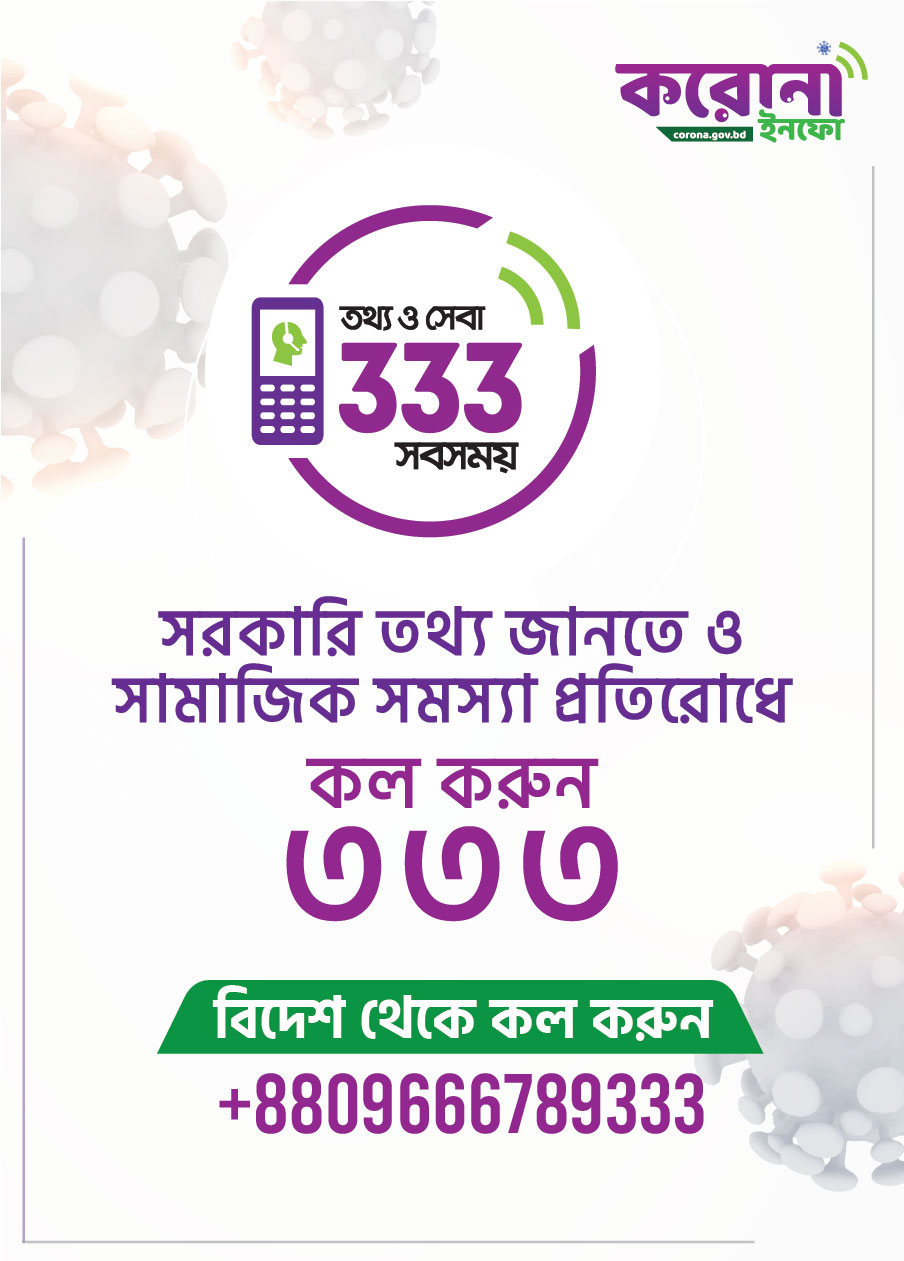 করোনা
corona.gov.bd ইনফো
তথ্য ও সেবা
333
সবসময়
সরকারি তথ্য জানতে ও
সামাজিক সমস্যা প্রতিরোধে
কল করুন
৩৩৩
বিদেশ থেকে কল করুন
+8809666789333